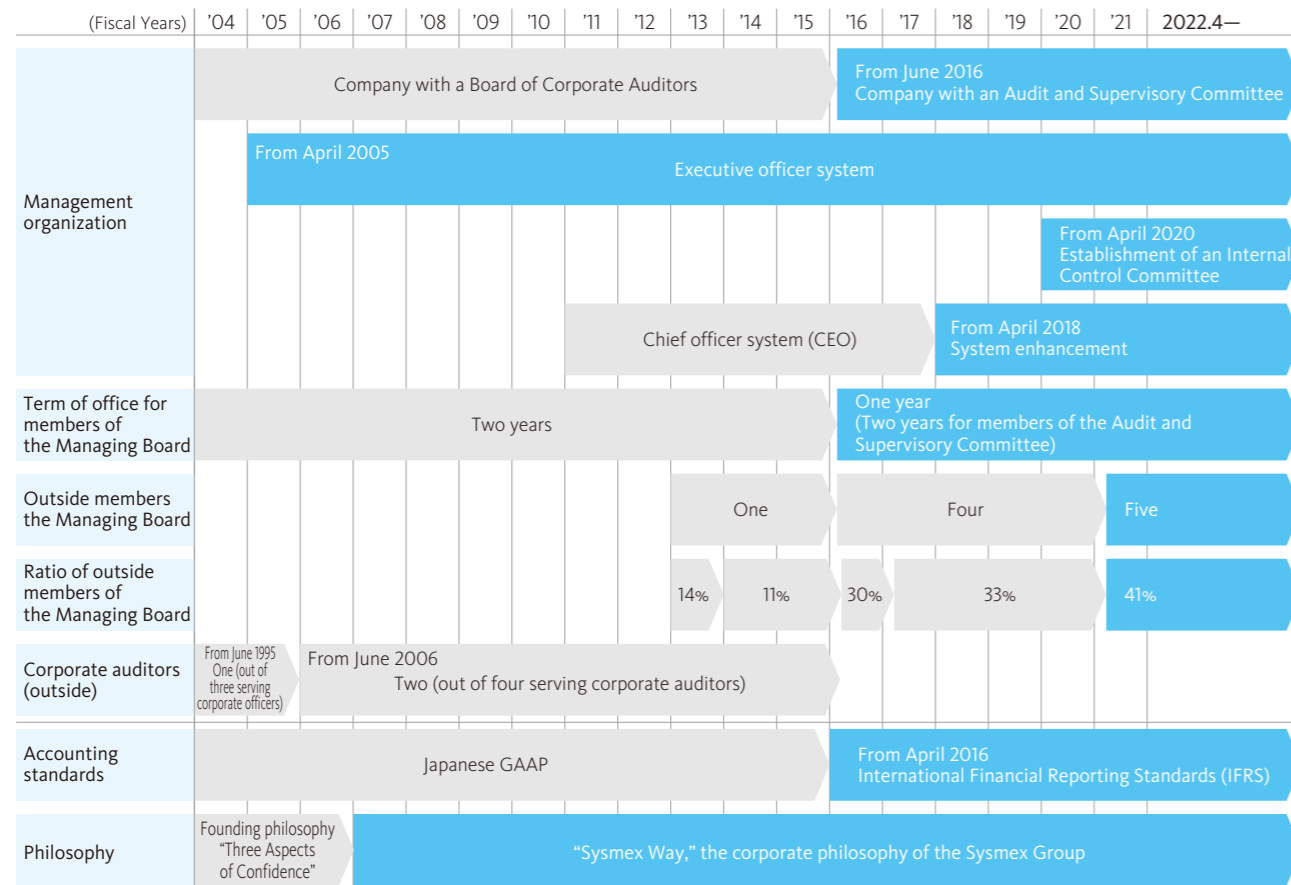 (Fiscal Years) ’04 ’05 ’06 ’07 ’08 ’09 ’10 ’11 ’12 ’13 ’14 ’15 ’16 ’17 ’18 ’19 ’20 ’21 2022.4—
Management
organization
Company with a Board of Corporate Auditors
From June 2016
Company with an Audit and Supervisory Committee
From April 2005
Executive officer system
From April 2020
Establishment of an Internal
Control Committee
Chief officer system (CEO)
From April 2018
System enhancement
Term of office for
members of
the Managing Board
Two years
One year
(Two years for members of the Audit and
Supervisory Committee)
Outside members
the Managing Board
One
Four
Five
Ratio of outside
members of
the Managing Board
14% 11% 30% 33% 41%
Corporate auditors
(outside)
From June 1995
One (out of
three serving
corporate officers)
From June 2006
Two (out of four serving corporate auditors)
Accounting
standards
Japanese GAAP
From April 2016
International Financial Reporting Standards (IFRS)
Philosophy
Founding philosophy
“Three Aspects
of Confidence”
“Sysmex Way,” the corporate philosophy of the Sysmex Group